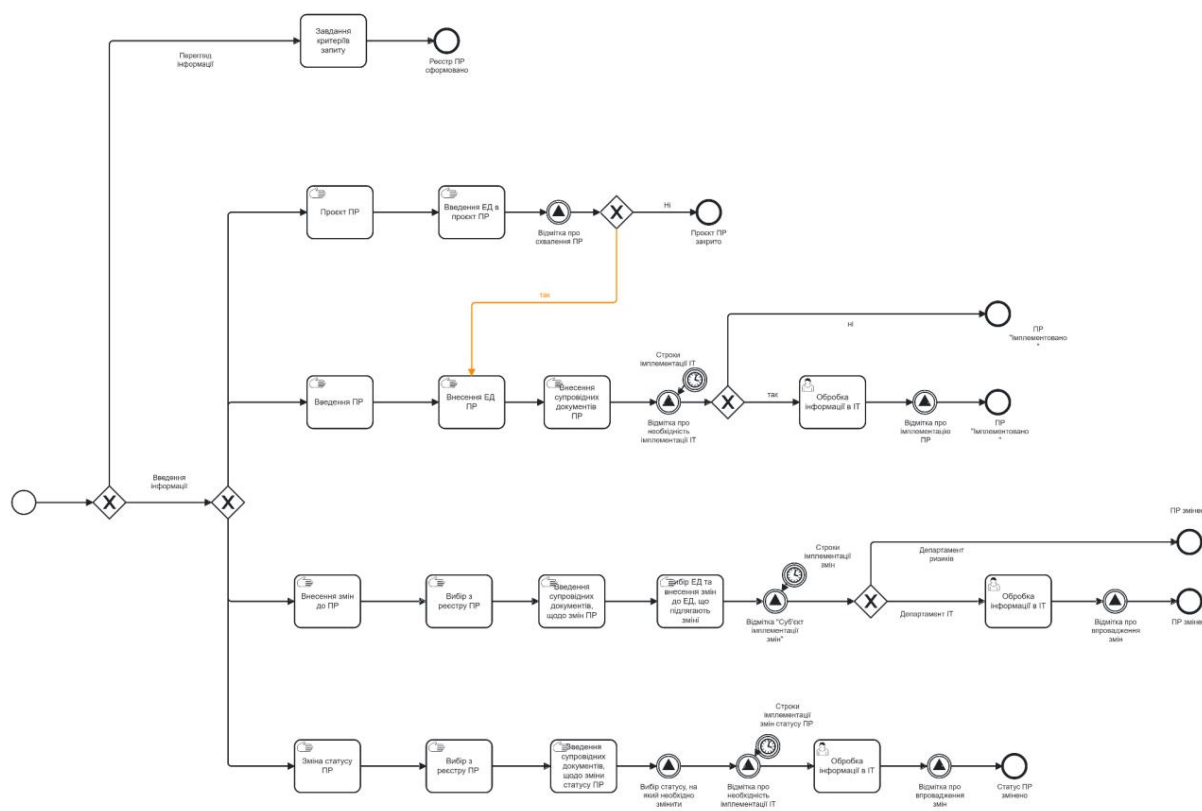 Завдання
критеріїв
запиту
Перегляд
інформації
Реєстр ПР
сформовано
Проєкт ПР
Введення ЕД в
проєкт ПР
Відмітка про
схвалення ПР
Ні
Проєкт ПР
закрито
так
ні
ПР
"Імплементовано
"
Строки
імплементації ІТ
Введення ПР
Внесення ЕД
ПР
Внесення
супровідних
документів ПР
Відмітка про
необхідність
імплементації ІТ
так
Обробка
інформації в ІТ
Відмітка про
імплементацію
ПР
ПР
"Імплементовано
"
Введення
інформації
ПР зміне
Строки
імплементації
змін
Департамент
ризиків
Внесення змін
до ПР
Вибір з
реєстру ПР
Введення
супровідних
документів,
щодо змін ПР
Вибір ЕД та
внесення змін
до ЕД, що
підлягають
зміні
Відмітка "Суб'єкт
імплементації
змін"
Департамент ІТ
Обробка
інформації в ІТ
Відмітка про
впровадження
змін
ПР зміне
Строки
імплементації
змін статусу ПР
Зміна статусу
ПР
Вибір з
реєстру ПР
Введення
супровідних
документів,
щодо зміни
статусу ПР
Вибір статусу, на
який необхідно
змінити
Відмітка про
необхідність
імплементації ІТ
Обробка
інформації в ІТ
Відмітка про
впровадження
змін
Статус ПР
змінено